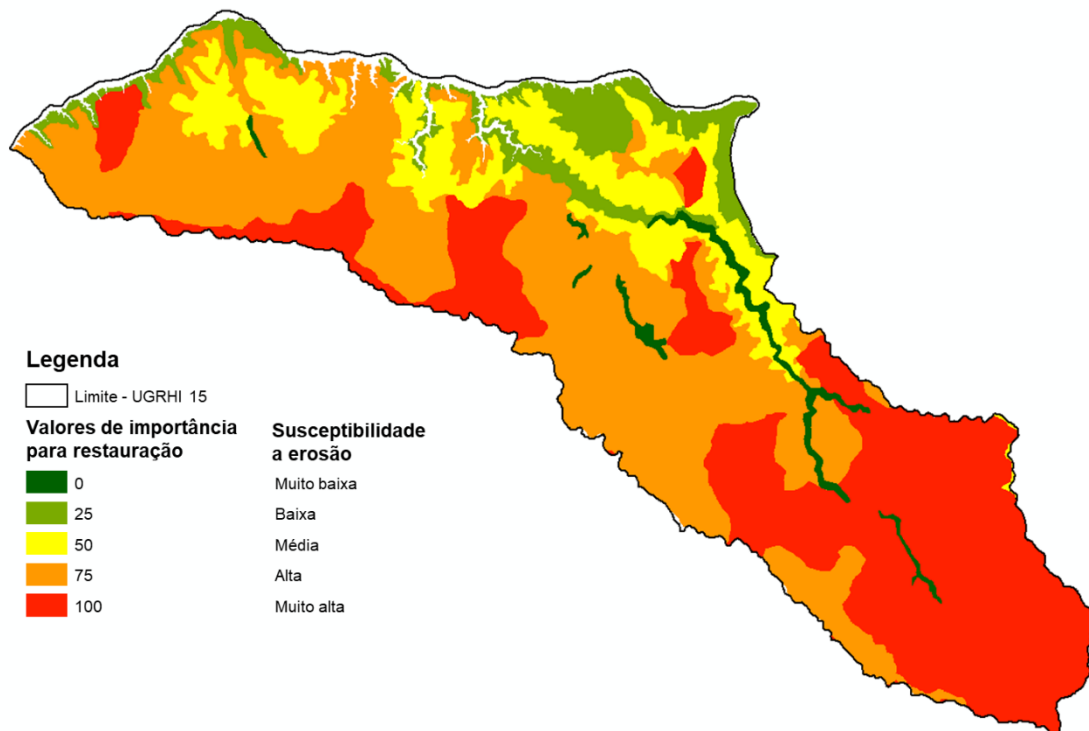 Legenda
Limite - UGRHI 15
Valores de importância
para restauração
Susceptibilidade
a erosão
0 Muito baixa
25 Baixa
50 Média
75 Alta
100 Muito alta